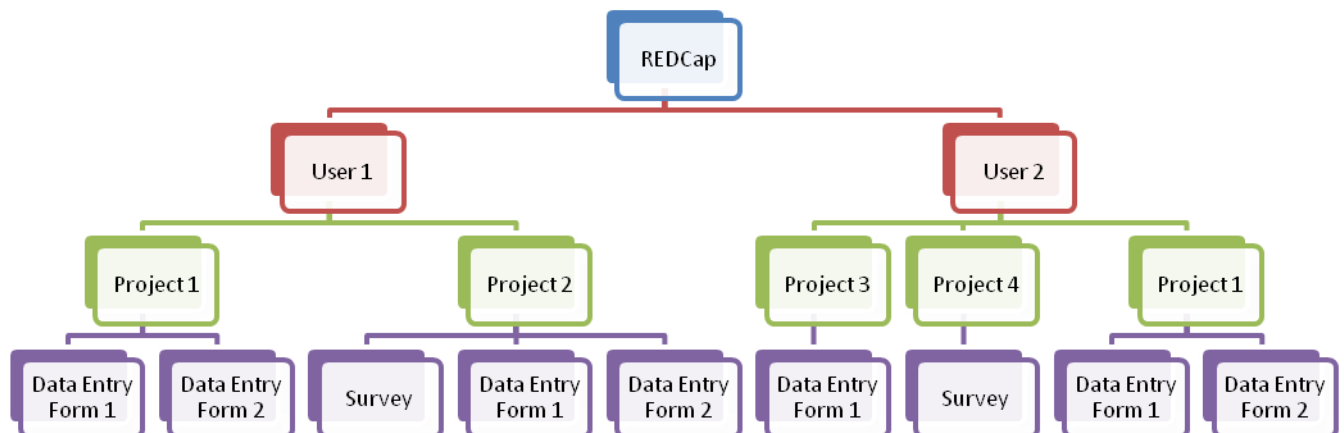 REDCap
User 1
User 2
Project 1
Project 2
Project 3
Project 4
Project 1
Data Entry
Form 1
Data Entry
Form 2
Survey
Data Entry
Form 1
Data Entry
Form 2
Data Entry
Form 1
Survey
Data Entry
Form 1
Data Entry
Form 2